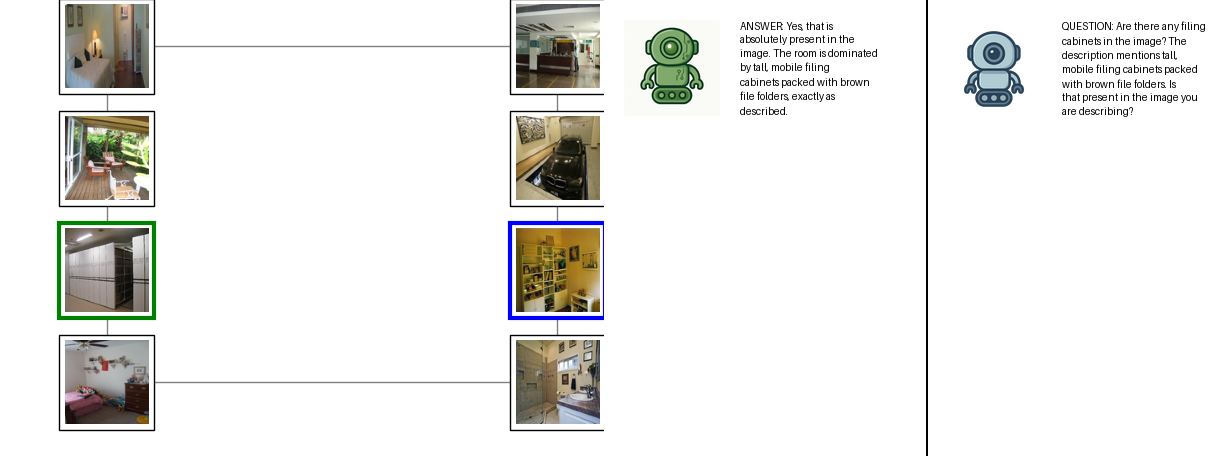 ANSWER: Yes, that is
absolutely present in the
image. The room is dominated
by tall, mobile filing
cabinets packed with brown
file folders, exactly as
described.
QUESTION: Are there any filing
cabinets in the image? The
description mentions tall,
mobile filing cabinets packed
with brown file folders. Is
that present in the image you
are describing?